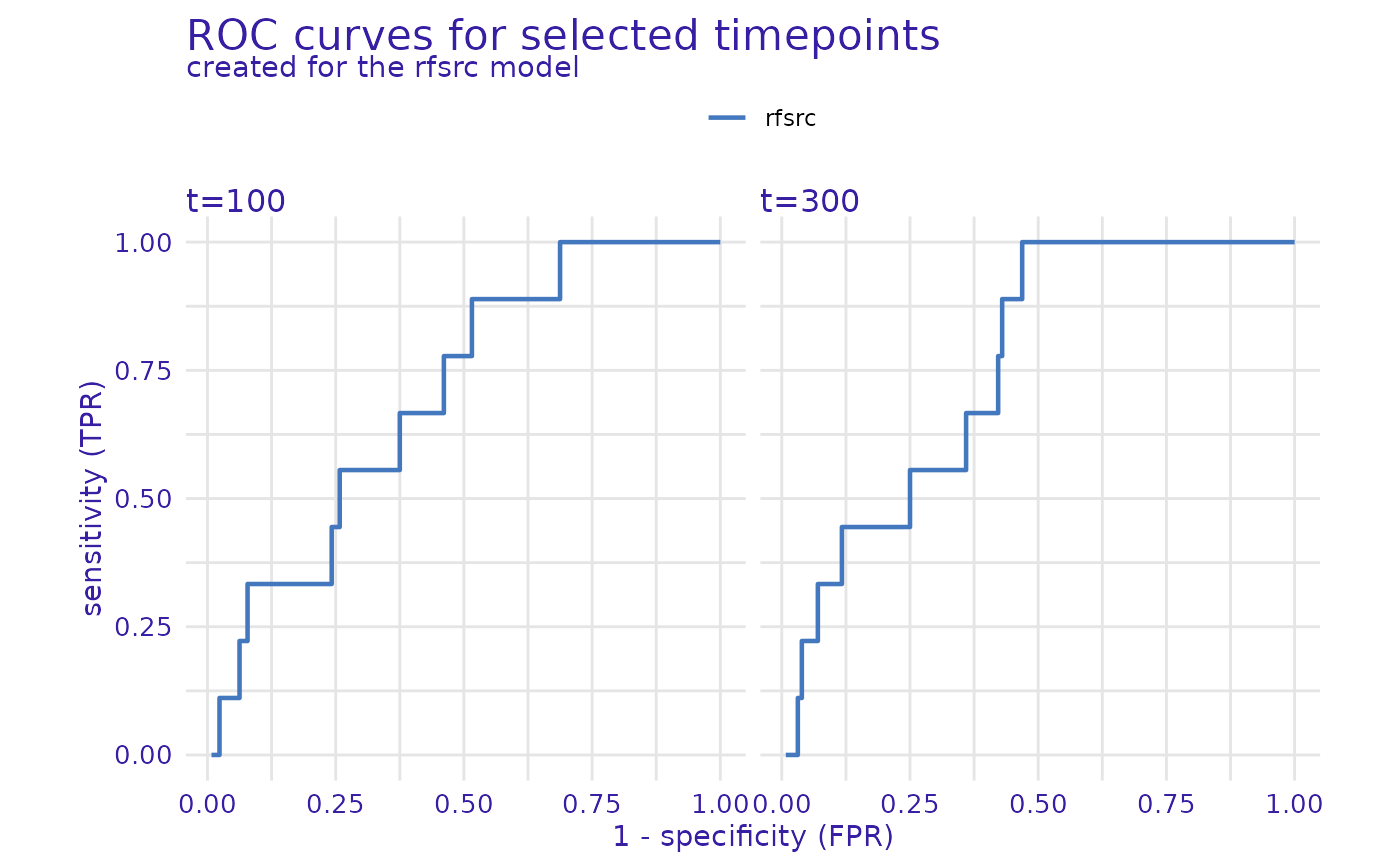 ROC curves for selected timepoints
created for the rfsrc model
rfsrc
t=100
t=300
sensitivity (TPR)
1.00
0.75
0.50
0.25
0.00
0.00 0.25 0.50 0.75 1.00 0.00 0.25 0.50 0.75 1.00
1 - specificity (FPR)